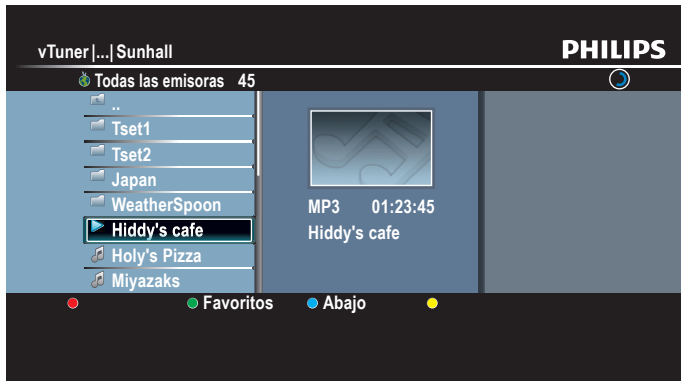 vTuner|...| Sunhall
PHILIPS
Todas las emisoras 45
..
Tset1
Tset2
Japan
WeatherSpoon
Hiddy's cafe
Holy's Pizza
Miyazaks
MP3 01:23:45
Hiddy's cafe
Favoritos Abajo